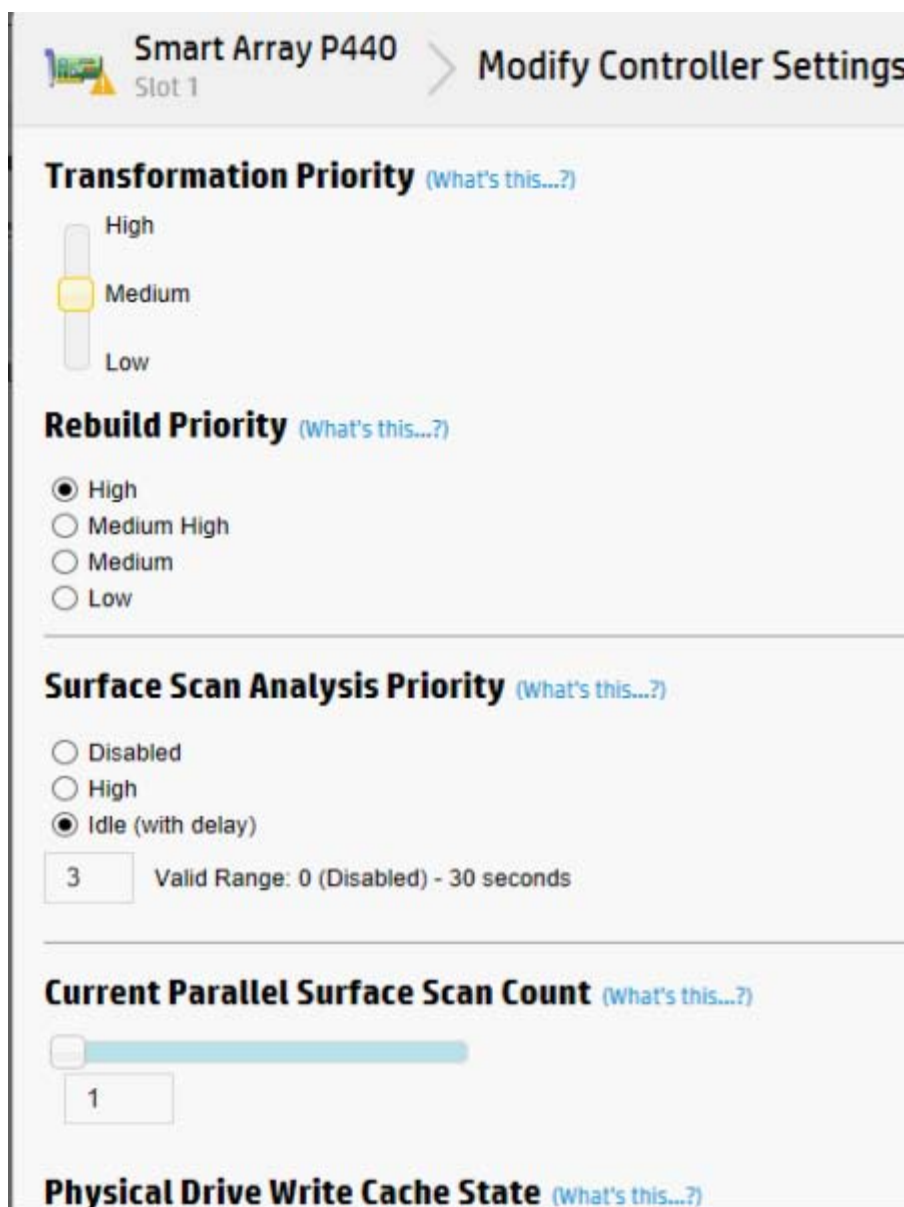 Smart Array P440
Slot 1
Modify Controller Settings
Transformation Priority (What's this...?)
High
Medium
Low
Rebuild Priority (What's this...?)
High
Medium High
Medium
Low
Surface Scan Analysis Priority (What's this...?)
Disabled
High
Idle (with delay)
3 Valid Range: 0 (Disabled) - 30 seconds
Current Parallel Surface Scan Count (What's this...?)
1
Physical Drive Write Cache State (What's this...?)